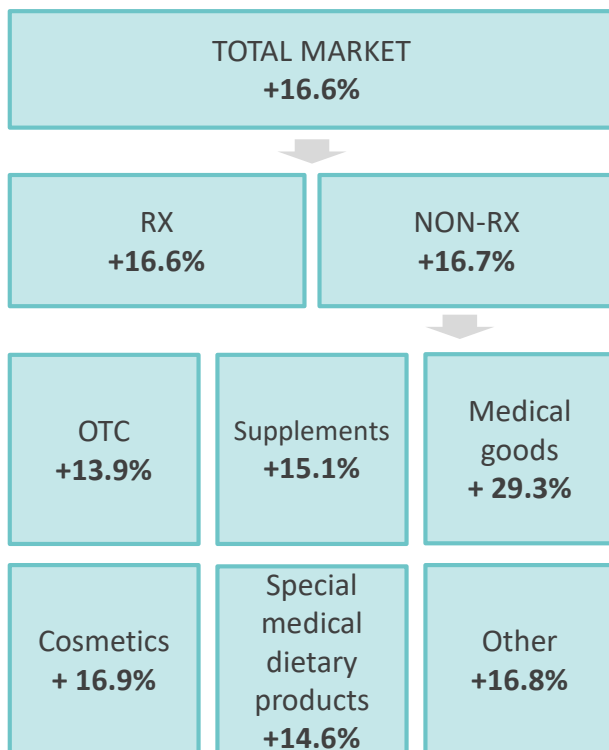 TOTAL MARKET
+16.6%
RX
+16.6%
NON-RX
+16.7%
OTC
+13.9%
Supplements
+15.1%
Medical
goods
+ 29.3%
Cosmetics
+ 16.9%
Special
medical
dietary
products
+14.6%
Other
+16.8%